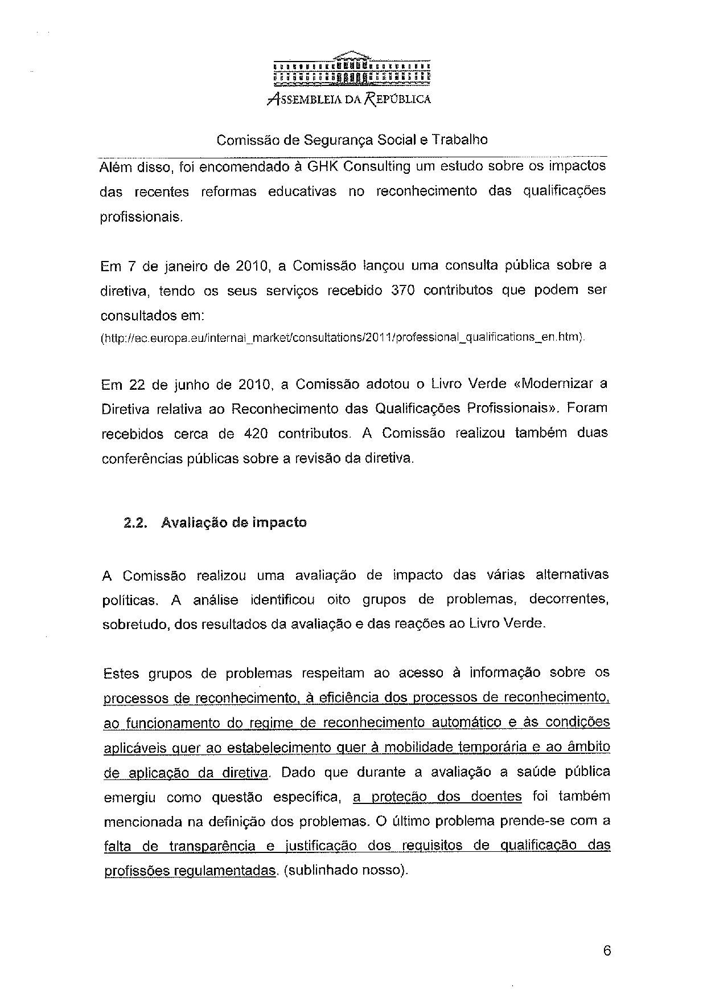 ASSEMBLEIA DA REPÚBLICA
Comissão de Segurança Social e Trabalho
Além disso, foi encomendado à GHK Consulting um estudo sobre os impactos
das recentes reformas educativas no reconhecimento das qualificações
profissionais.
Em 7 de janeiro de 2010, a Comissão lançou uma consulta pública sobre a
diretiva, tendo os seus serviços recebido 370 contributos que podem ser
consultados em:
(http://ec.europa.eu/internal_market/consultations/2011/professional_qualifications_en.htm).
Em 22 de junho de 2010, a Comissão adotou o Livro Verde «Modernizar a
Diretiva relativa ao Reconhecimento das Qualificações Profissionais». Foram
recebidos cerca de 420 contributos. A Comissão realizou também duas
conferências públicas sobre a revisão da diretiva.
2.2. Avaliação de impacto
A Comissão realizou uma avaliação de impacto das várias alternativas
políticas. A análise identificou oito grupos de problemas, decorrentes,
sobretudo, dos resultados da avaliação e das reações ao Livro Verde.
Estes grupos de problemas respeitam ao acesso à informação sobre os
processos de reconhecimento, à eficiência dos processos de reconhecimento,
ao funcionamento do regime de reconhecimento automático e às condições
aplicáveis quer ao estabelecimento quer à mobilidade temporária e ao âmbito
de aplicação da diretiva. Dado que durante a avaliação a saúde pública
emergiu como questão específica, a proteção dos doentes foi também
mencionada na definição dos problemas. O último problema prende-se com a
falta de transparência e justificação dos requisitos de qualificação das
profissões regulamentadas. (sublinhado nosso).
6